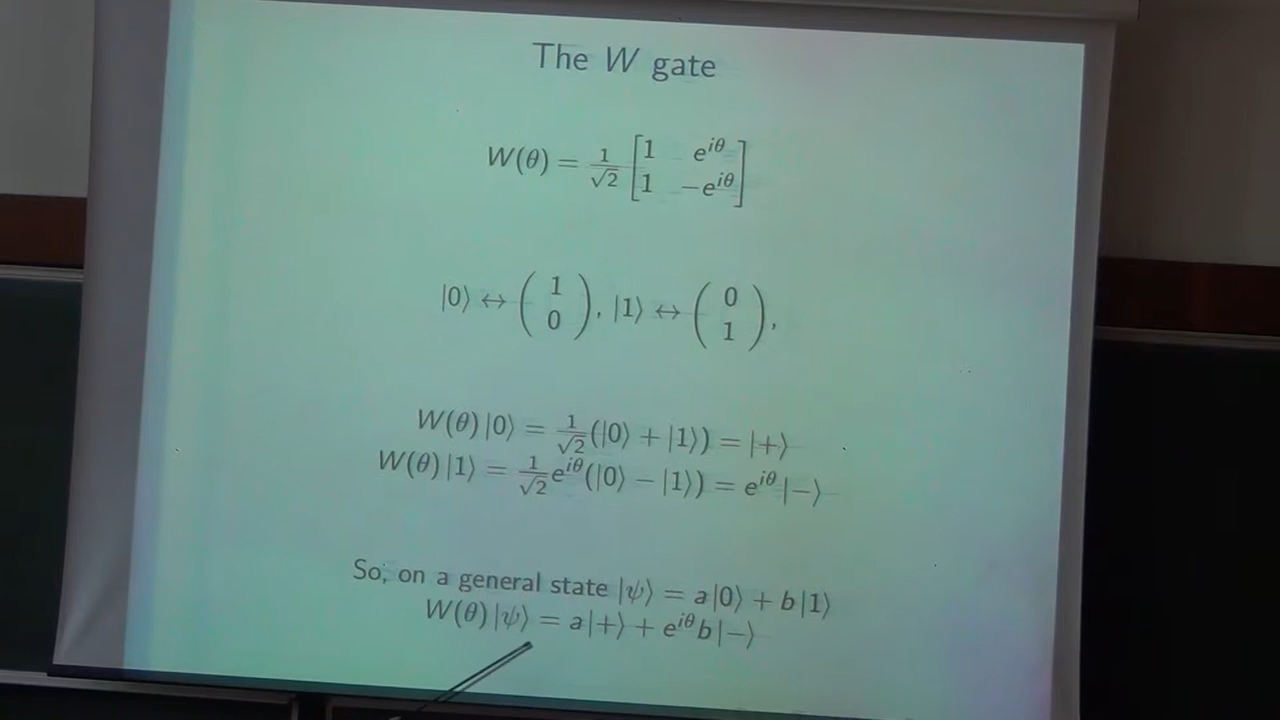 The W gate
W(θ) = 1/√2 [1 e^{iθ}; 1 −e^{iθ}]
|0⟩ ↔ (1; 0), |1⟩ ↔ (0; 1),
W(θ)|0⟩ = 1/√2 (|0⟩ + |1⟩) = |+⟩
W(θ)|1⟩ = 1/√2 e^{iθ}(|0⟩ − |1⟩) = e^{iθ}|−⟩
So, on a general state |ψ⟩ = a|0⟩ + b|1⟩
W(θ)|ψ⟩ = a|+⟩ + e^{iθ}b|−⟩